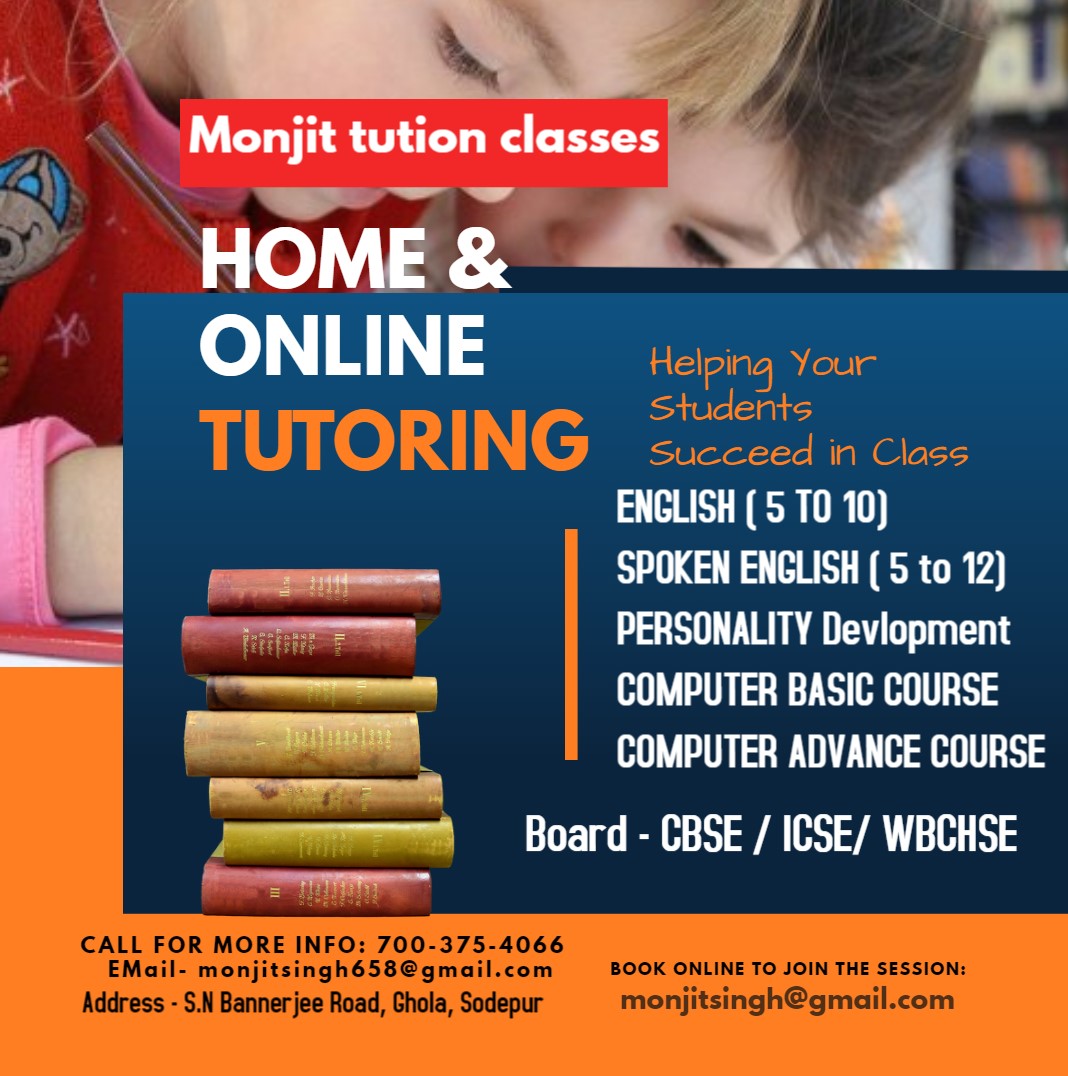 Monjit tution classes
HOME &
ONLINE
TUTORING
Helping Your
Students
Succeed in Class
ENGLISH ( 5 TO 10)
SPOKEN ENGLISH ( 5 to 12)
PERSONALITY Devlopment
COMPUTER BASIC COURSE
COMPUTER ADVANCE COURSE
Board - CBSE / ICSE/ WBCHSE
CALL FOR MORE INFO: 700-375-4066
EMail- monjitsingh658@gmail.com
Address - S.N Bannerjee Road, Ghola, Sodepur
BOOK ONLINE TO JOIN THE SESSION:
monjitsingh@gmail.com